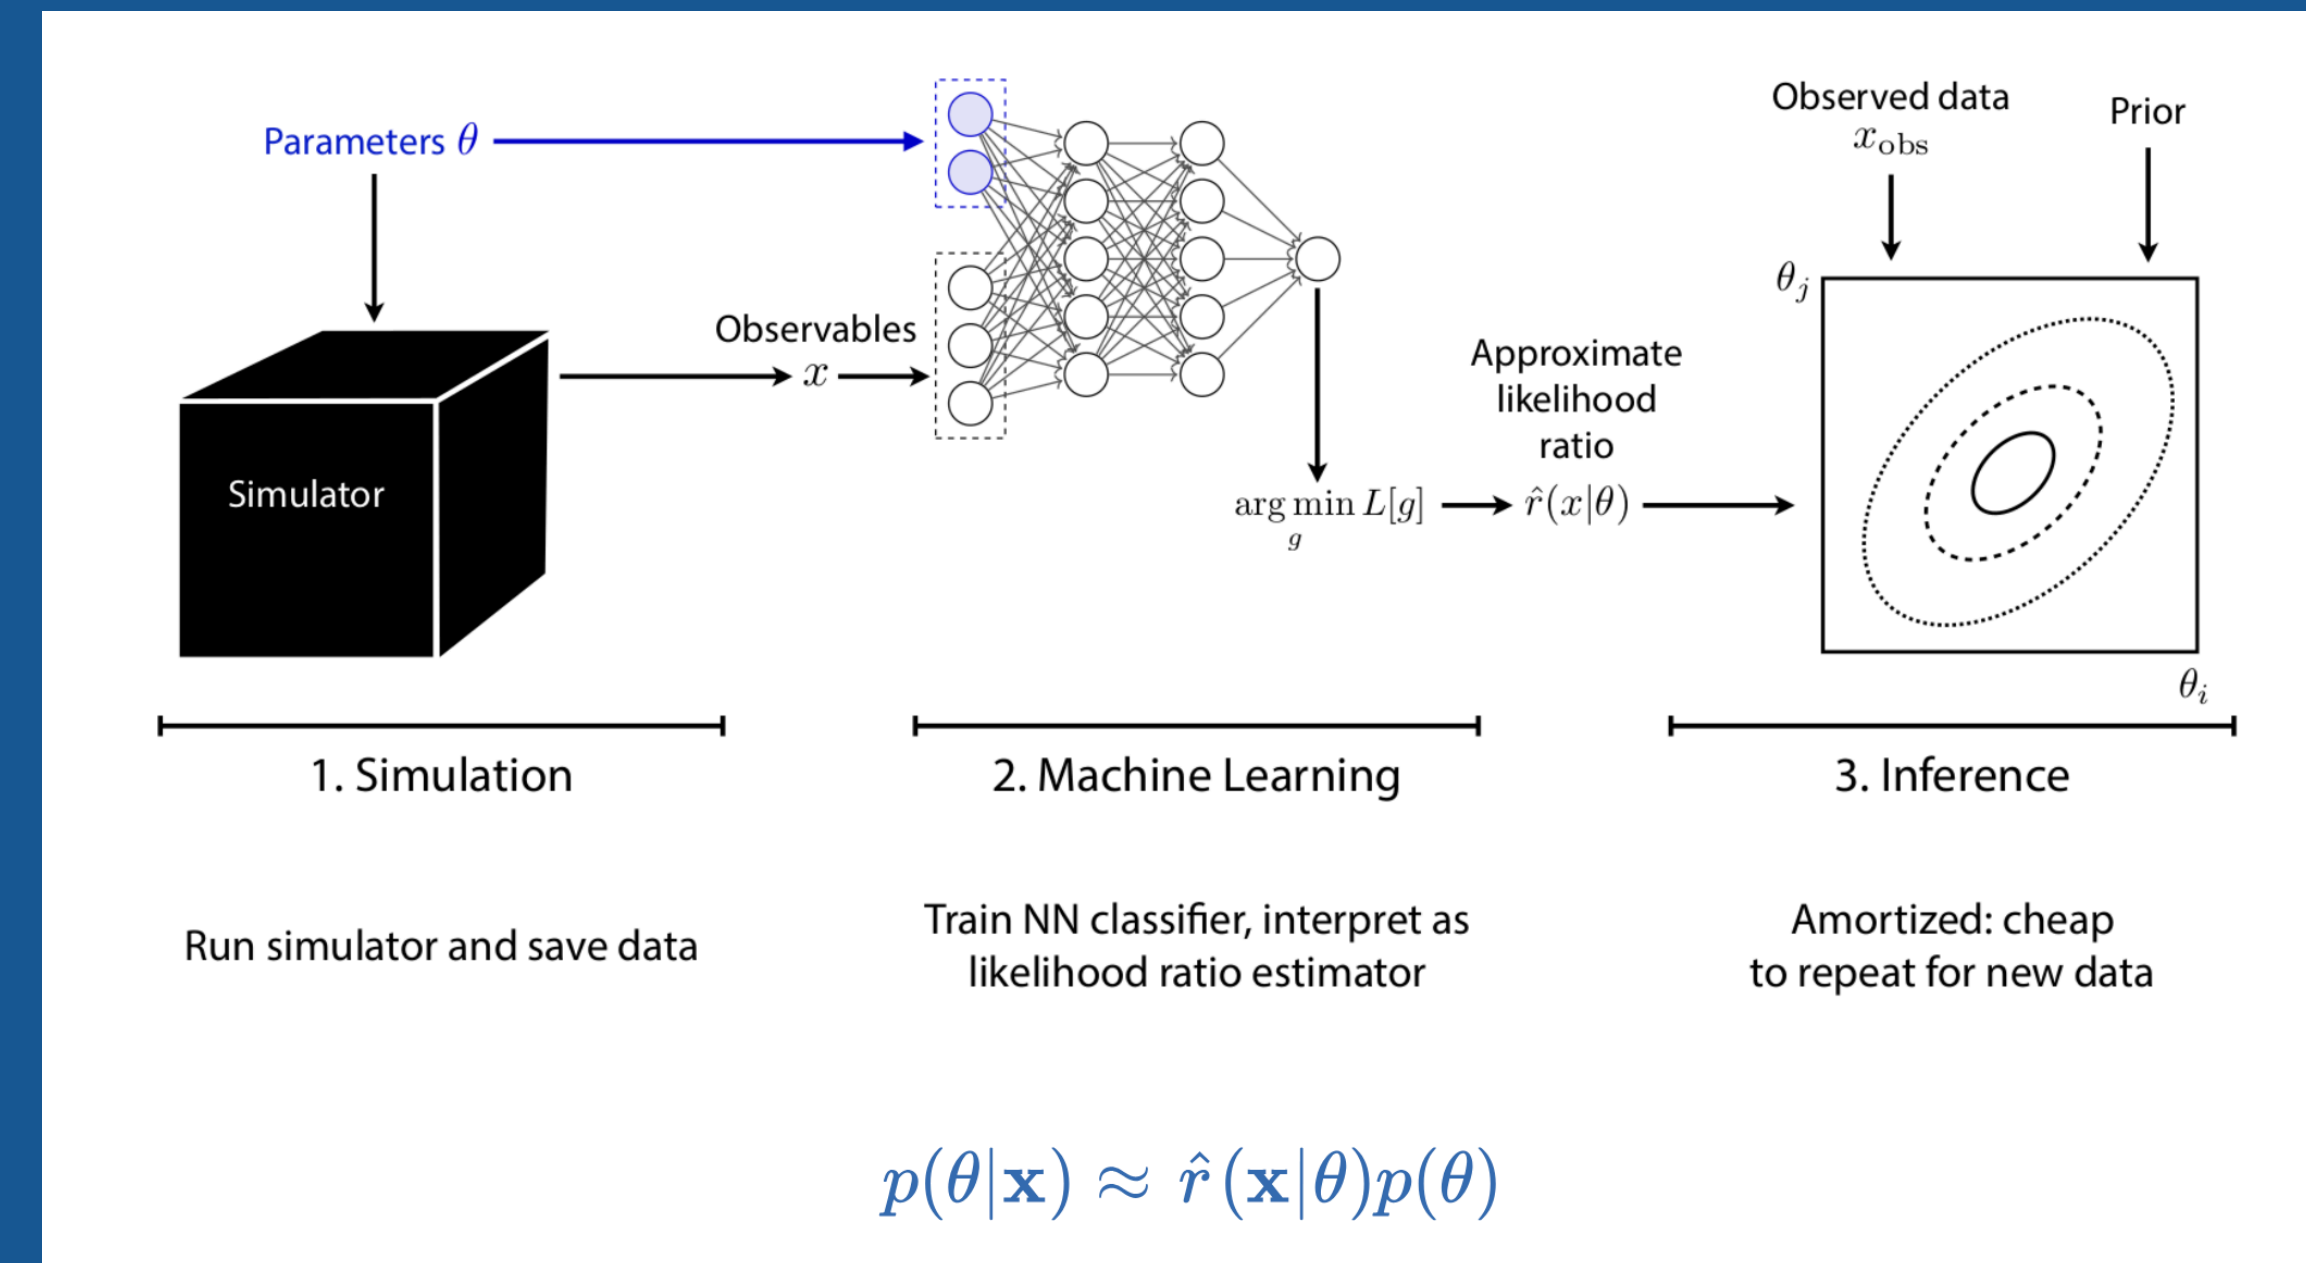 Parameters θ
Simulator
Observables
x
arg min L[g]
g
Approximate
likelihood
ratio
r̂(x|θ)
Observed data
x_obs
Prior
θ_j
θ_i
1. Simulation
2. Machine Learning
3. Inference
Run simulator and save data
Train NN classifier, interpret as
likelihood ratio estimator
Amortized: cheap
to repeat for new data
p(θ|x) ≈ r̂(x|θ)p(θ)